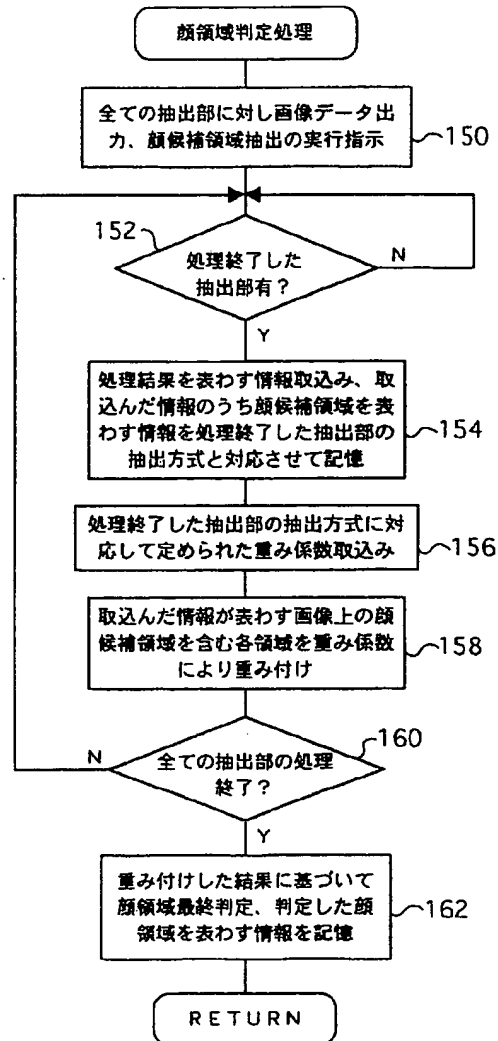 顔領域判定処理
全ての抽出部に対し画像データ出
力、顔候補領域抽出の実行指示
150
152
処理終了した
抽出部有？
N
Y
処理結果を表わす情報取込み、取
込んだ情報のうち顔候補領域を表
わす情報を処理終了した抽出部の
抽出方式と対応させて記憶
154
処理終了した抽出部の抽出方式に対
応して定められた重み係数取込み
156
取込んだ情報が表わす画像上の顔
候補領域を含む各領域を重み係数
により重み付け
158
160
N
全ての抽出部の処理
終了？
Y
重み付けした結果に基づいて
顔領域最終判定、判定した顔
領域を表わす情報を記憶
162
RETURN